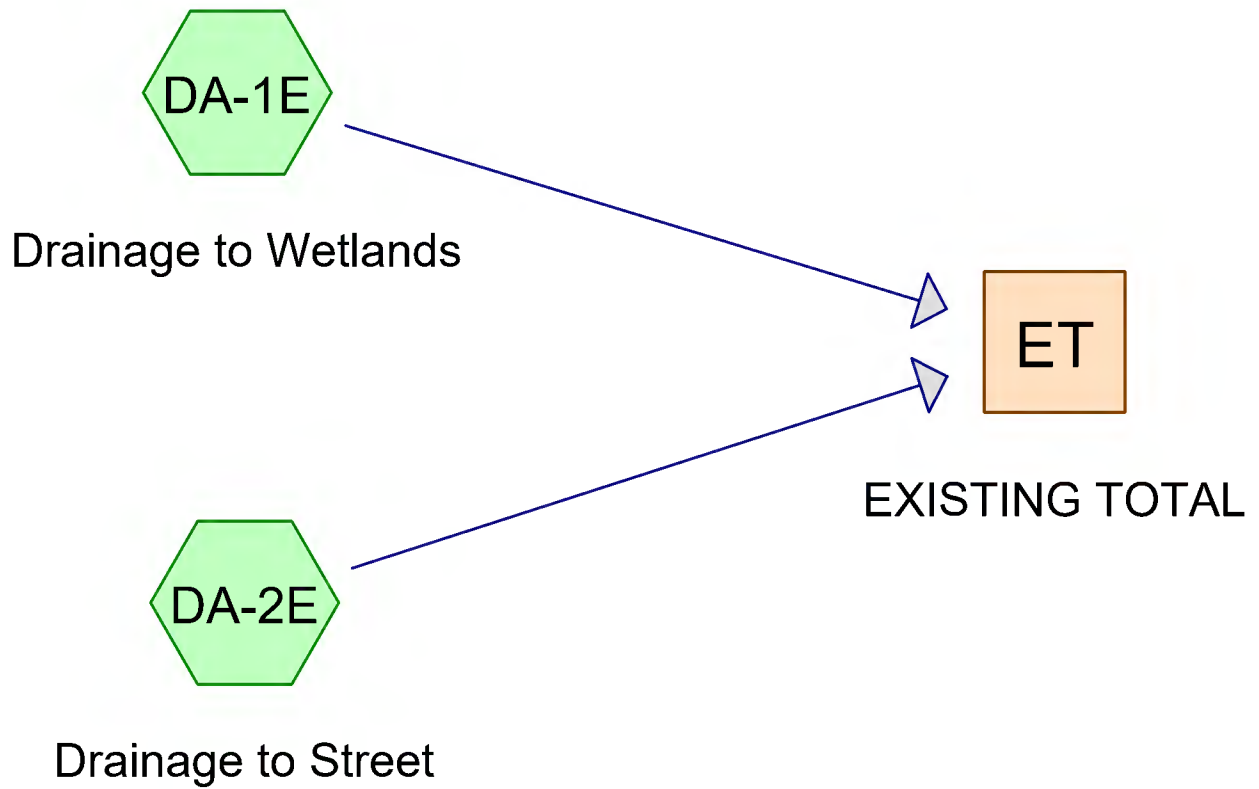 DA-1E
Drainage to Wetlands
ET
EXISTING TOTAL
DA-2E
Drainage to Street